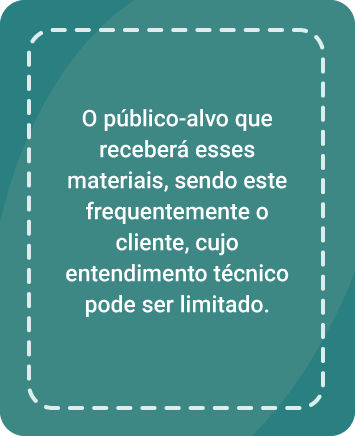 O público-alvo que
receberá esses
materiais, sendo este
frequentemente o
cliente, cujo
entendimento técnico
pode ser limitado.